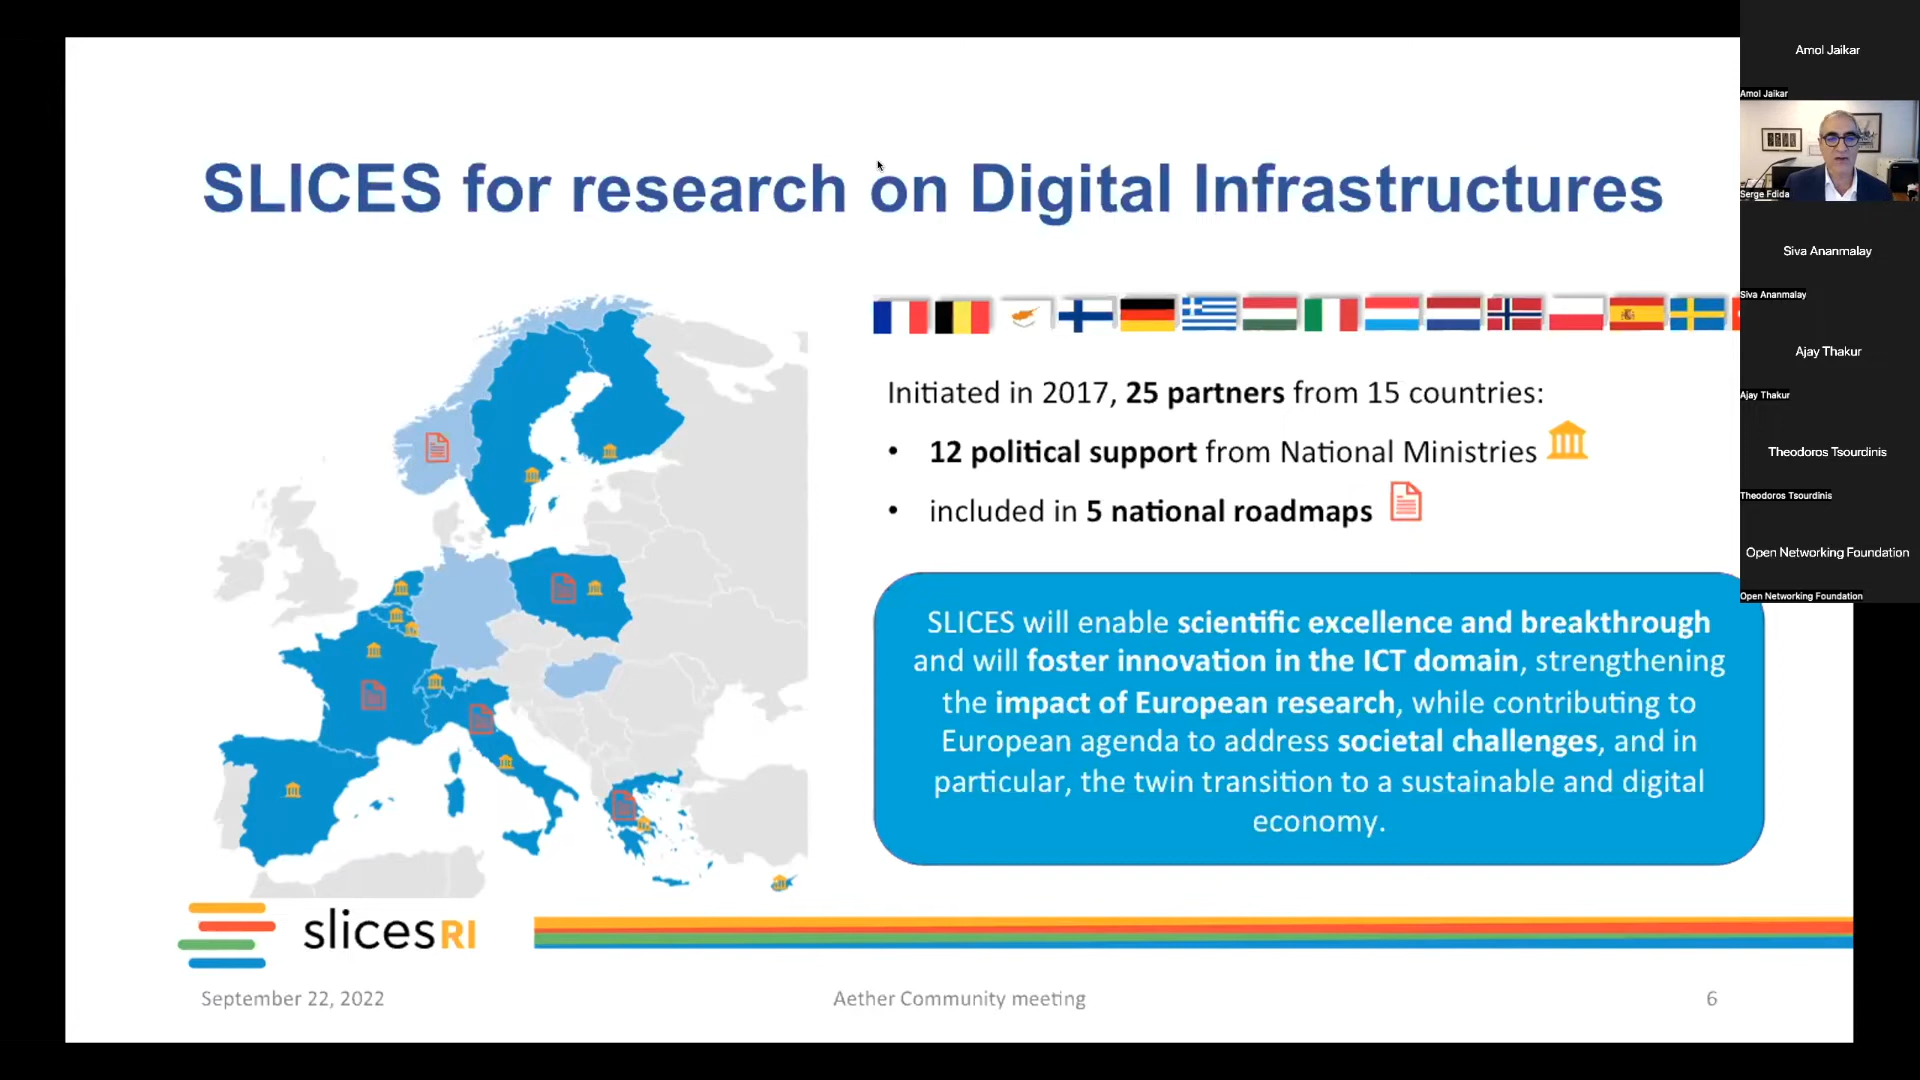 SLICES for research on Digital Infrastructures
Initiated in 2017, 25 partners from 15 countries:
• 12 political support from National Ministries
• included in 5 national roadmaps
SLICES will enable scientific excellence and breakthrough
and will foster innovation in the ICT domain, strengthening
the impact of European research, while contributing to
European agenda to address societal challenges, and in
particular, the twin transition to a sustainable and digital
economy.
slices RI
September 22, 2022
Aether Community meeting
6
Amol Jaikar
Amol Jaikar
Serge Fdida
Siva Ananmalay
Siva Ananmalay
Ajay Thakur
Ajay Thakur
Theodoros Tsourdinis
Theodoros Tsourdinis
Open Networking Foundation
Open Networking Foundation